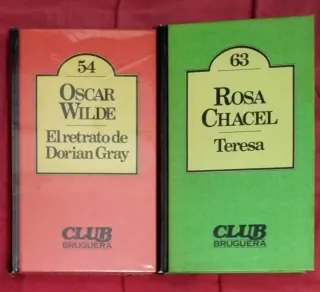 54
OSCAR
WILDE
El retrato de
Dorian Gray
CLUB
BRUGUERA
63
ROSA
CHACEL
Teresa
CLUB
BRUGUERA